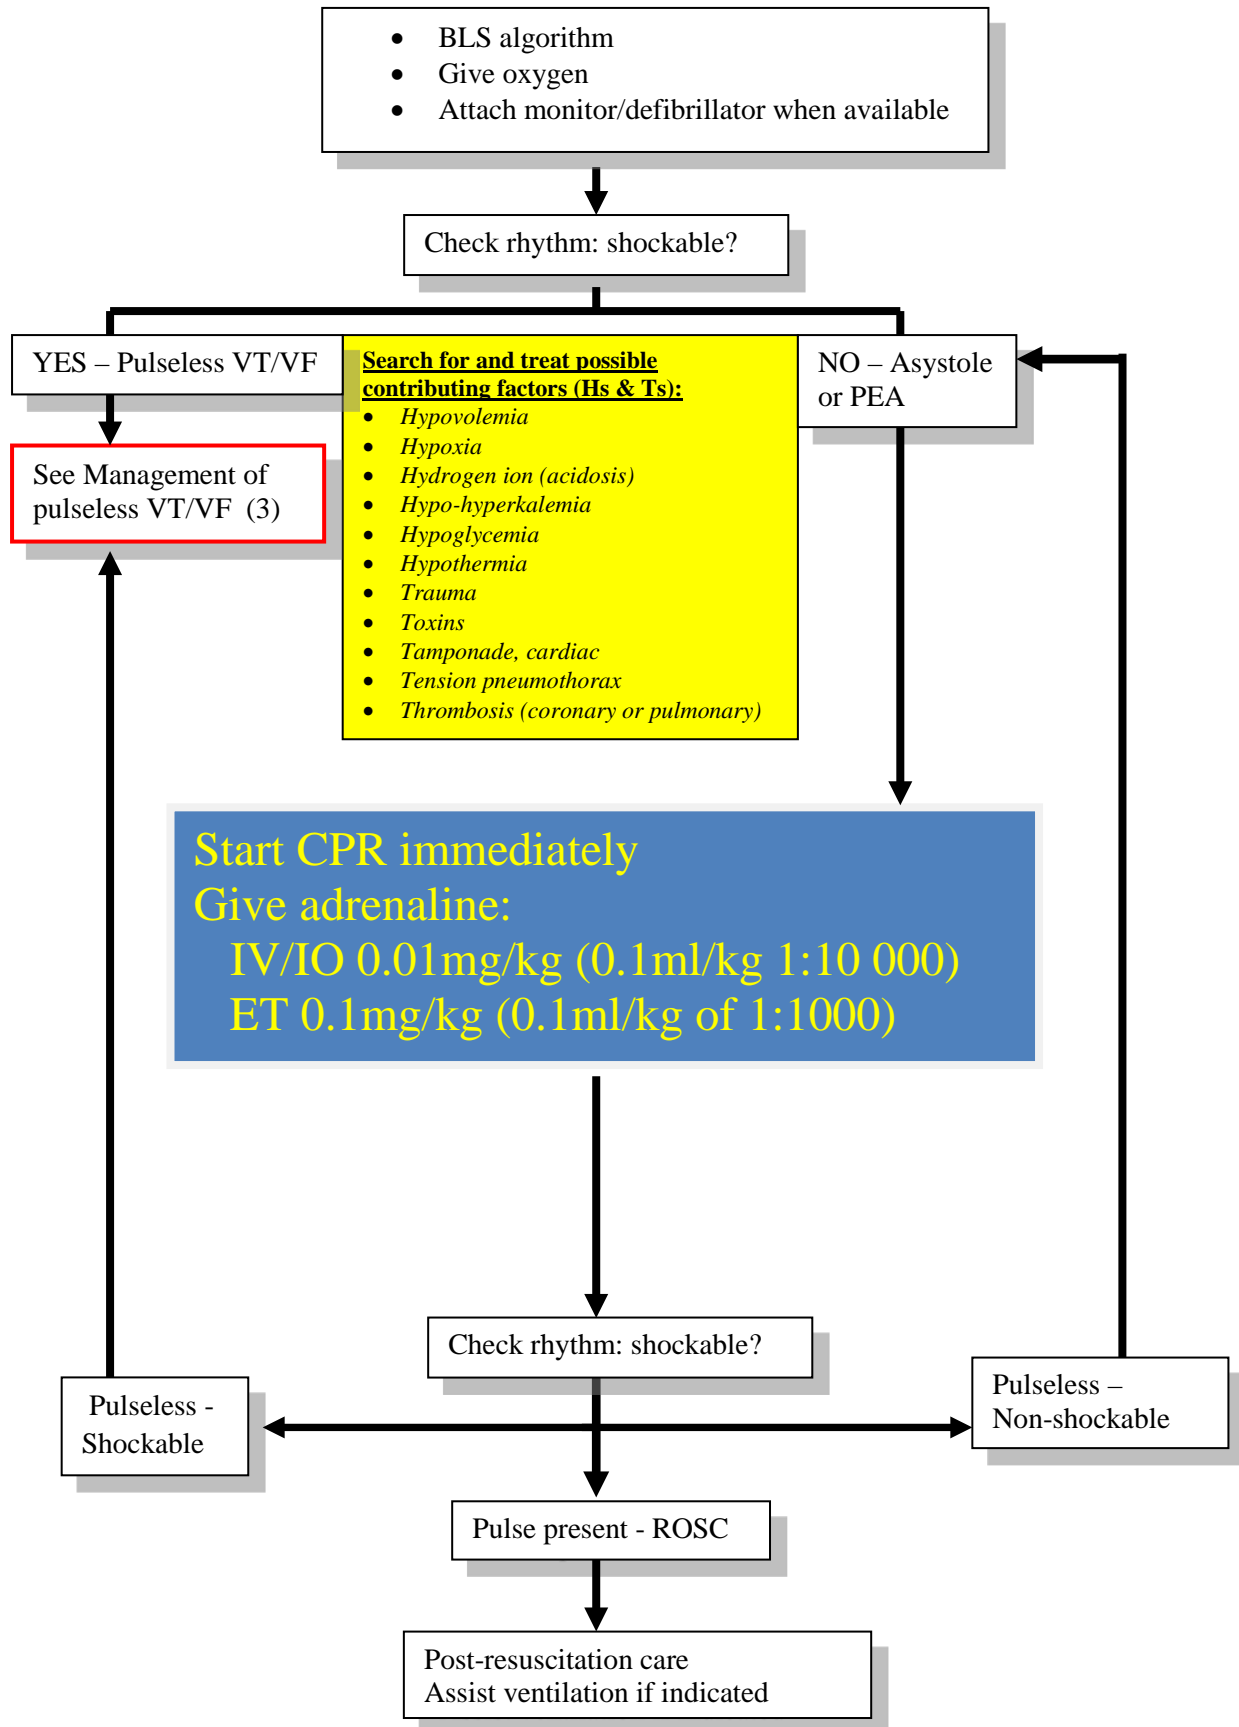 • BLS algorithm
• Give oxygen
• Attach monitor/defibrillator when available
Check rhythm: shockable?
YES – Pulseless VT/VF
See Management of
pulseless VT/VF (3)
Search for and treat possible
contributing factors (Hs & Ts):
• Hypovolemia
• Hypoxia
• Hydrogen ion (acidosis)
• Hypo-hyperkalemia
• Hypoglycemia
• Hypothermia
• Trauma
• Toxins
• Tamponade, cardiac
• Tension pneumothorax
• Thrombosis (coronary or pulmonary)
NO – Asystole
or PEA
Start CPR immediately
Give adrenaline:
IV/IO 0.01mg/kg (0.1ml/kg 1:10 000)
ET 0.1mg/kg (0.1ml/kg of 1:1000)
Check rhythm: shockable?
Pulseless -
Shockable
Pulseless –
Non-shockable
Pulse present - ROSC
Post-resuscitation care
Assist ventilation if indicated